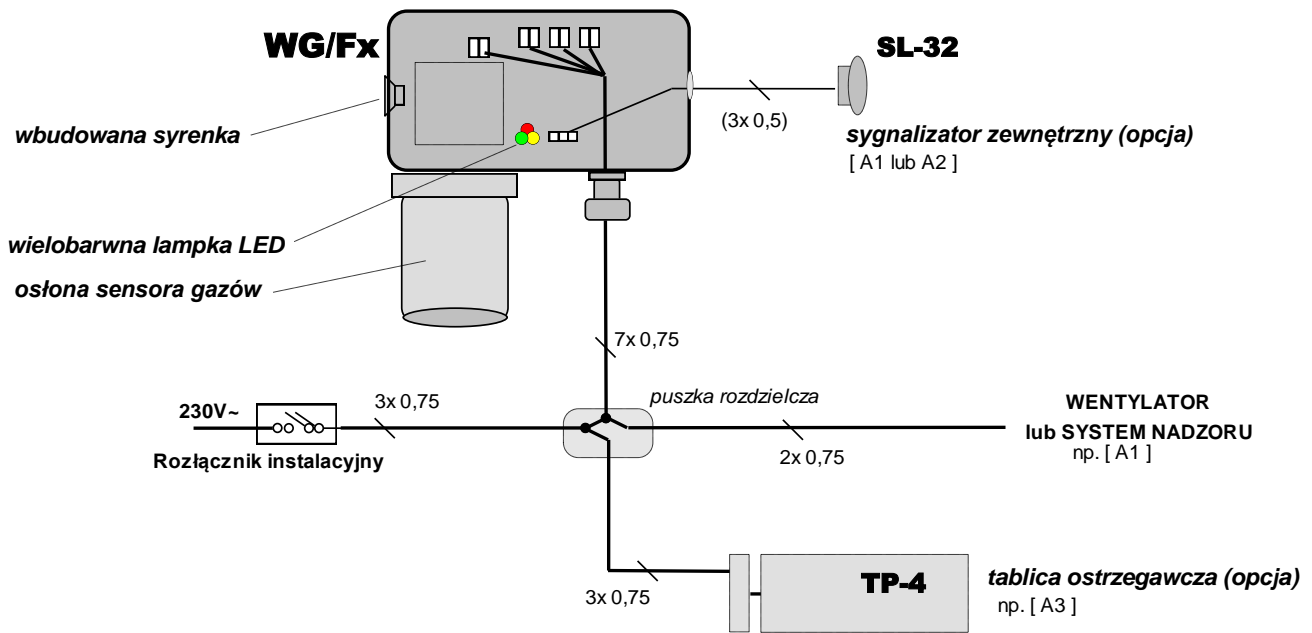 WG/Fx
SL-32
wbudowana syrenka
(3x 0,5)
sygnalizator zewnętrzny (opcja)
[ A1 lub A2 ]
wielobarwna lampka LED
osłona sensora gazów
7x 0,75
230V~
3x 0,75
puszka rozdzielcza
WENTYLATOR
lub SYSTEM NADZORU
np. [ A1 ]
Rozłącznik instalacyjny
2x 0,75
3x 0,75
TP-4
tablica ostrzegawcza (opcja)
np. [ A3 ]